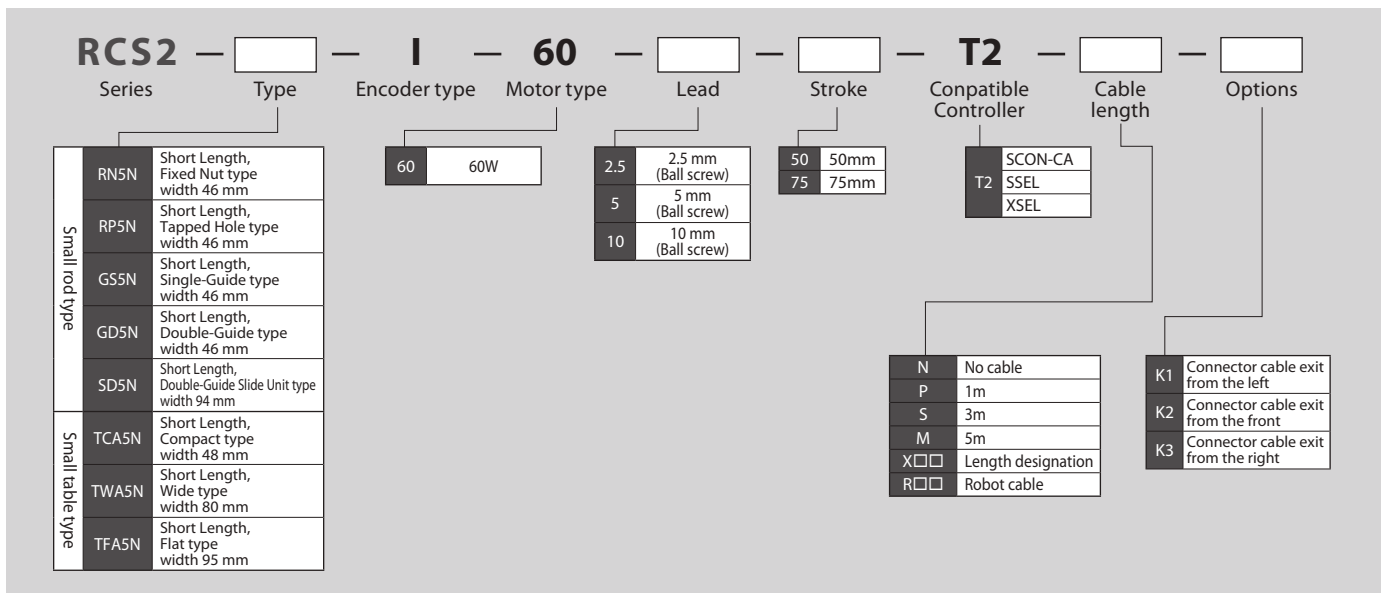 RCS2 — □ — I — 60 — □ — □ — T2 — □ — □
Series Type Encoder type Motor type Lead Stroke Conpatible Controller Cable length Options
Small rod type
RN5N Short Length,
Fixed Nut type
width 46 mm
RP5N Short Length,
Tapped Hole type
width 46 mm
GS5N Short Length,
Single-Guide type
width 46 mm
GD5N Short Length,
Double-Guide type
width 46 mm
SD5N Short Length,
Double-Guide Slide Unit type
width 94 mm
Small table type
TCA5N Short Length,
Compact type
width 48 mm
TWA5N Short Length,
Wide type
width 80 mm
TFA5N Short Length,
Flat type
width 95 mm
60 60W
2.5 2.5 mm
(Ball screw)
5 5 mm
(Ball screw)
10 10 mm
(Ball screw)
50 50mm
75 75mm
T2 SCON-CA
SSEL
XSEL
N No cable
P 1m
S 3m
M 5m
X□□ Length designation
R□□ Robot cable
K1 Connector cable exit
from the left
K2 Connector cable exit
from the front
K3 Connector cable exit
from the right